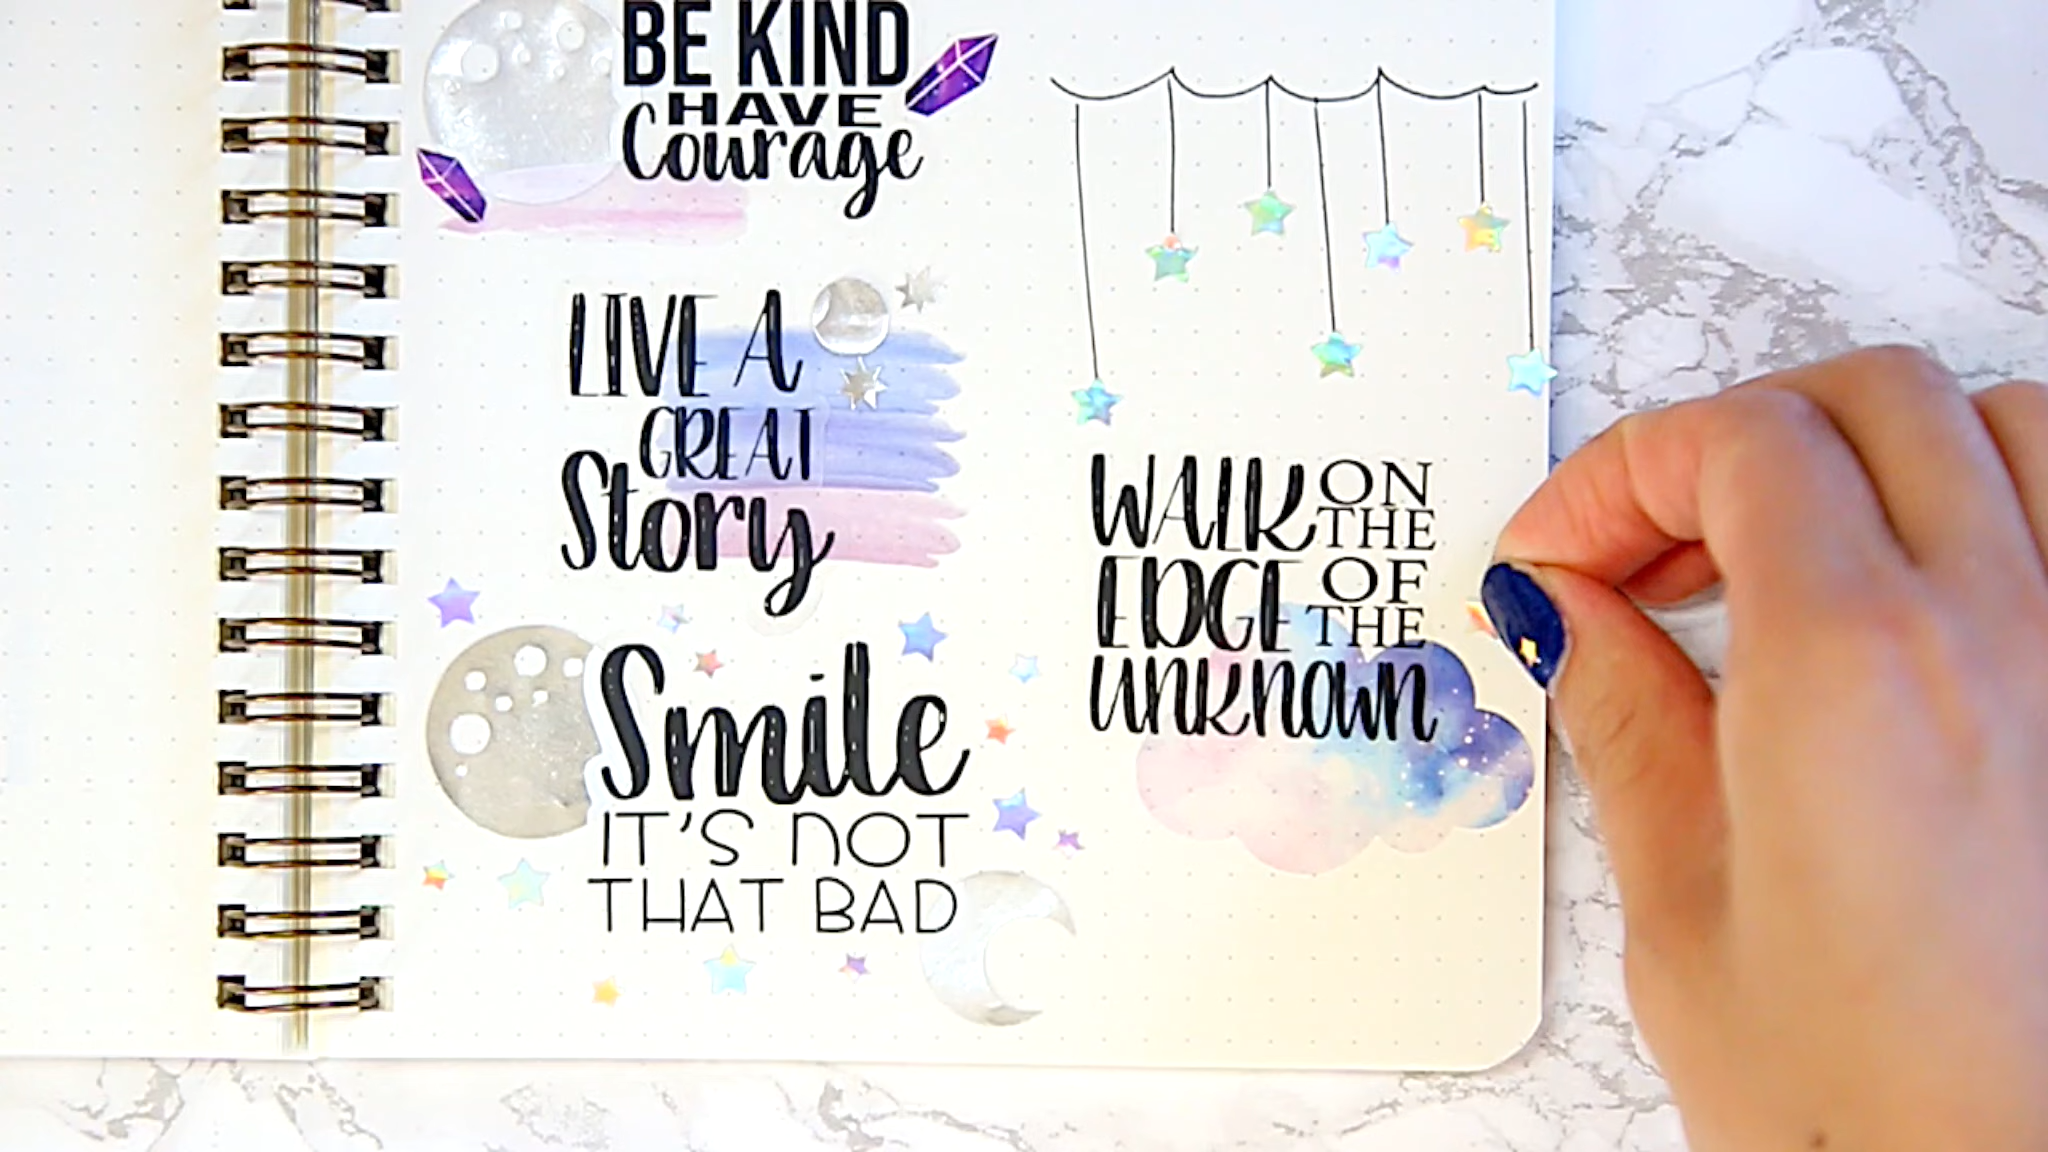 BE KIND
HAVE
Courage
LIVE A
GREAT
Story
Smile
IT'S NOT
THAT BAD
WALK ON
THE
EDGE OF
THE
UNKNOWN